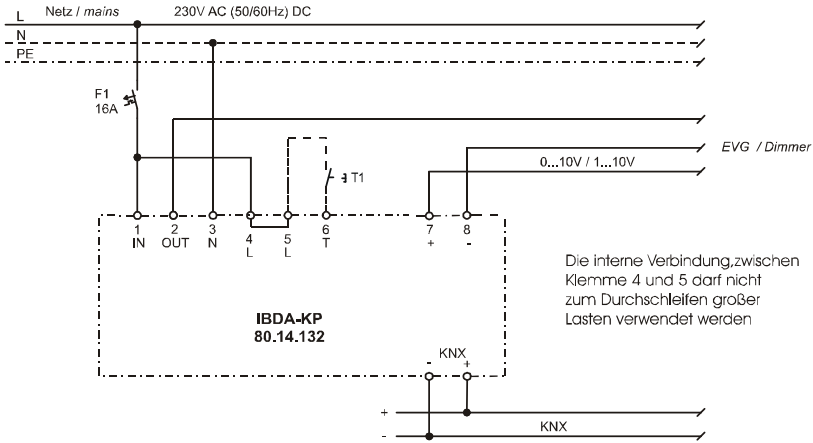 L Netz / mains 230V AC (50/60Hz) DC
N
PE
F1
16A
EVG / Dimmer
0...10V / 1...10V
T1
1 2 3 4 5 6 7 8
IN OUT N L L T + -
Die interne Verbindung,zwischen
Klemme 4 und 5 darf nicht
zum Durchschleifen großer
Lasten verwendet werden
IBDA-KP
80.14.132
- KNX +
+
- KNX